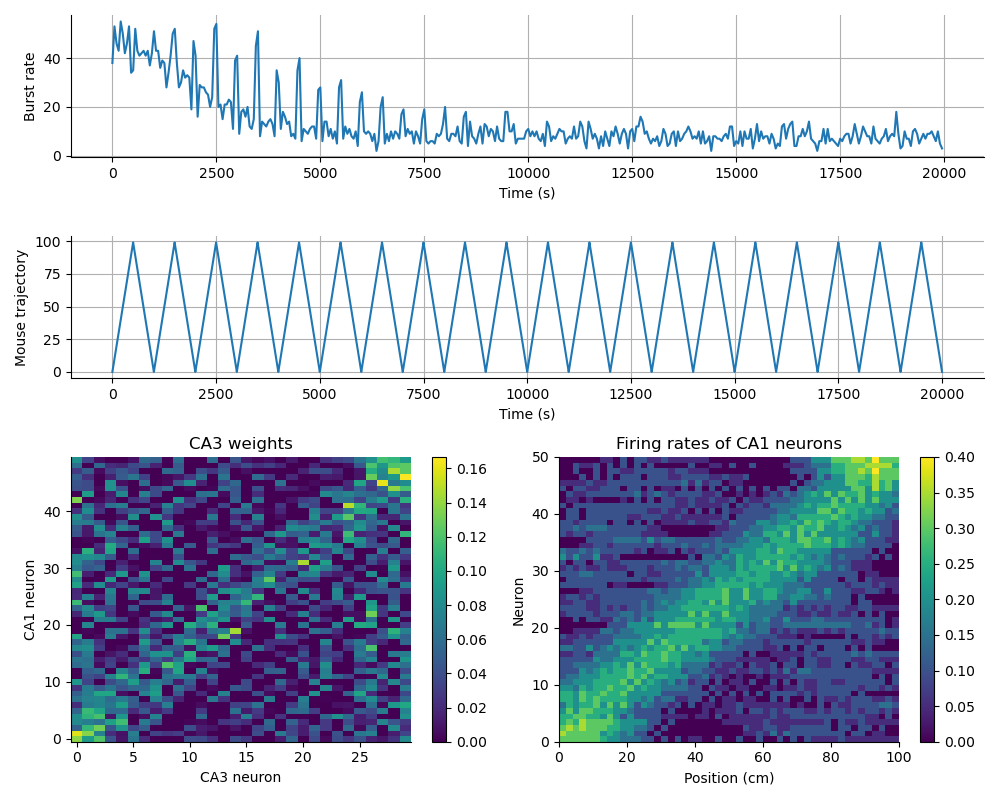 Burst rate
40
20
0
0 2500 5000 7500 10000 12500 15000 17500 20000
Time (s)
Mouse trajectory
100
75
50
25
0
0 2500 5000 7500 10000 12500 15000 17500 20000
Time (s)
CA3 weights
CA1 neuron
40
30
20
10
0
0 5 10 15 20 25
CA3 neuron
0.16
0.14
0.12
0.10
0.08
0.06
0.04
0.02
0.00
Firing rates of CA1 neurons
Neuron
50
40
30
20
10
0
0 20 40 60 80 100
Position (cm)
0.40
0.35
0.30
0.25
0.20
0.15
0.10
0.05
0.00